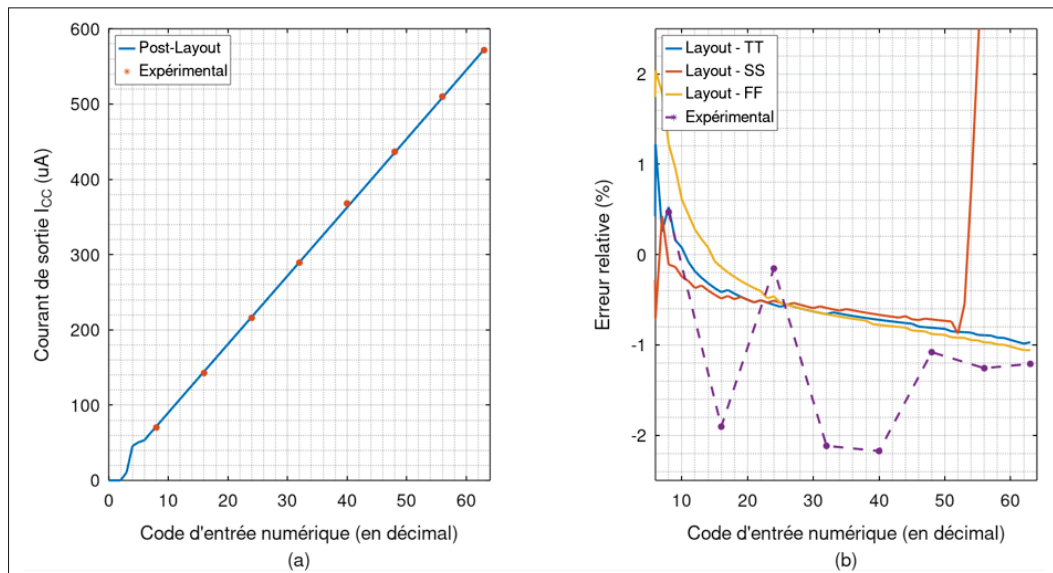 600
500
400
300
200
100
0
0 10 20 30 40 50 60
Courant de sortie I_CC (uA)
Post-Layout
Expérimental
Code d'entrée numérique (en décimal)
(a)
2
1
0
-1
-2
10 20 30 40 50 60
Erreur relative (%)
Layout - TT
Layout - SS
Layout - FF
Expérimental
Code d'entrée numérique (en décimal)
(b)